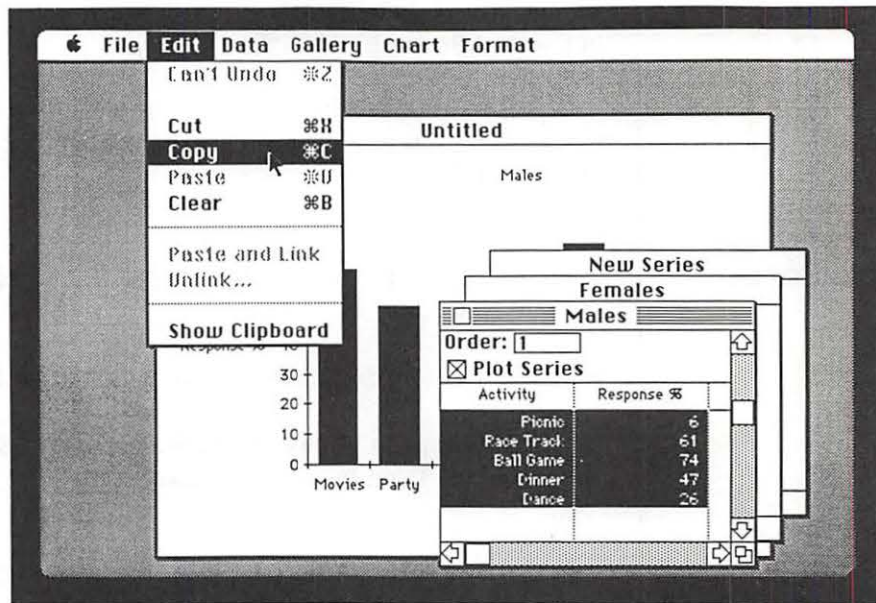 File Edit Data Gallery Chart Format
Can't Undo ⌘Z
Cut ⌘X
Copy ⌘C
Paste ⌘V
Clear ⌘B
Paste and Link
Unlink...
Show Clipboard
Untitled
Males
New Series
Females
Males
Order: 1
Plot Series
Activity Response %
Picnic 6
Race Track 61
Ball Game 74
Dinner 47
Dance 26
Response % 40
30
20
10
0
Movies Party